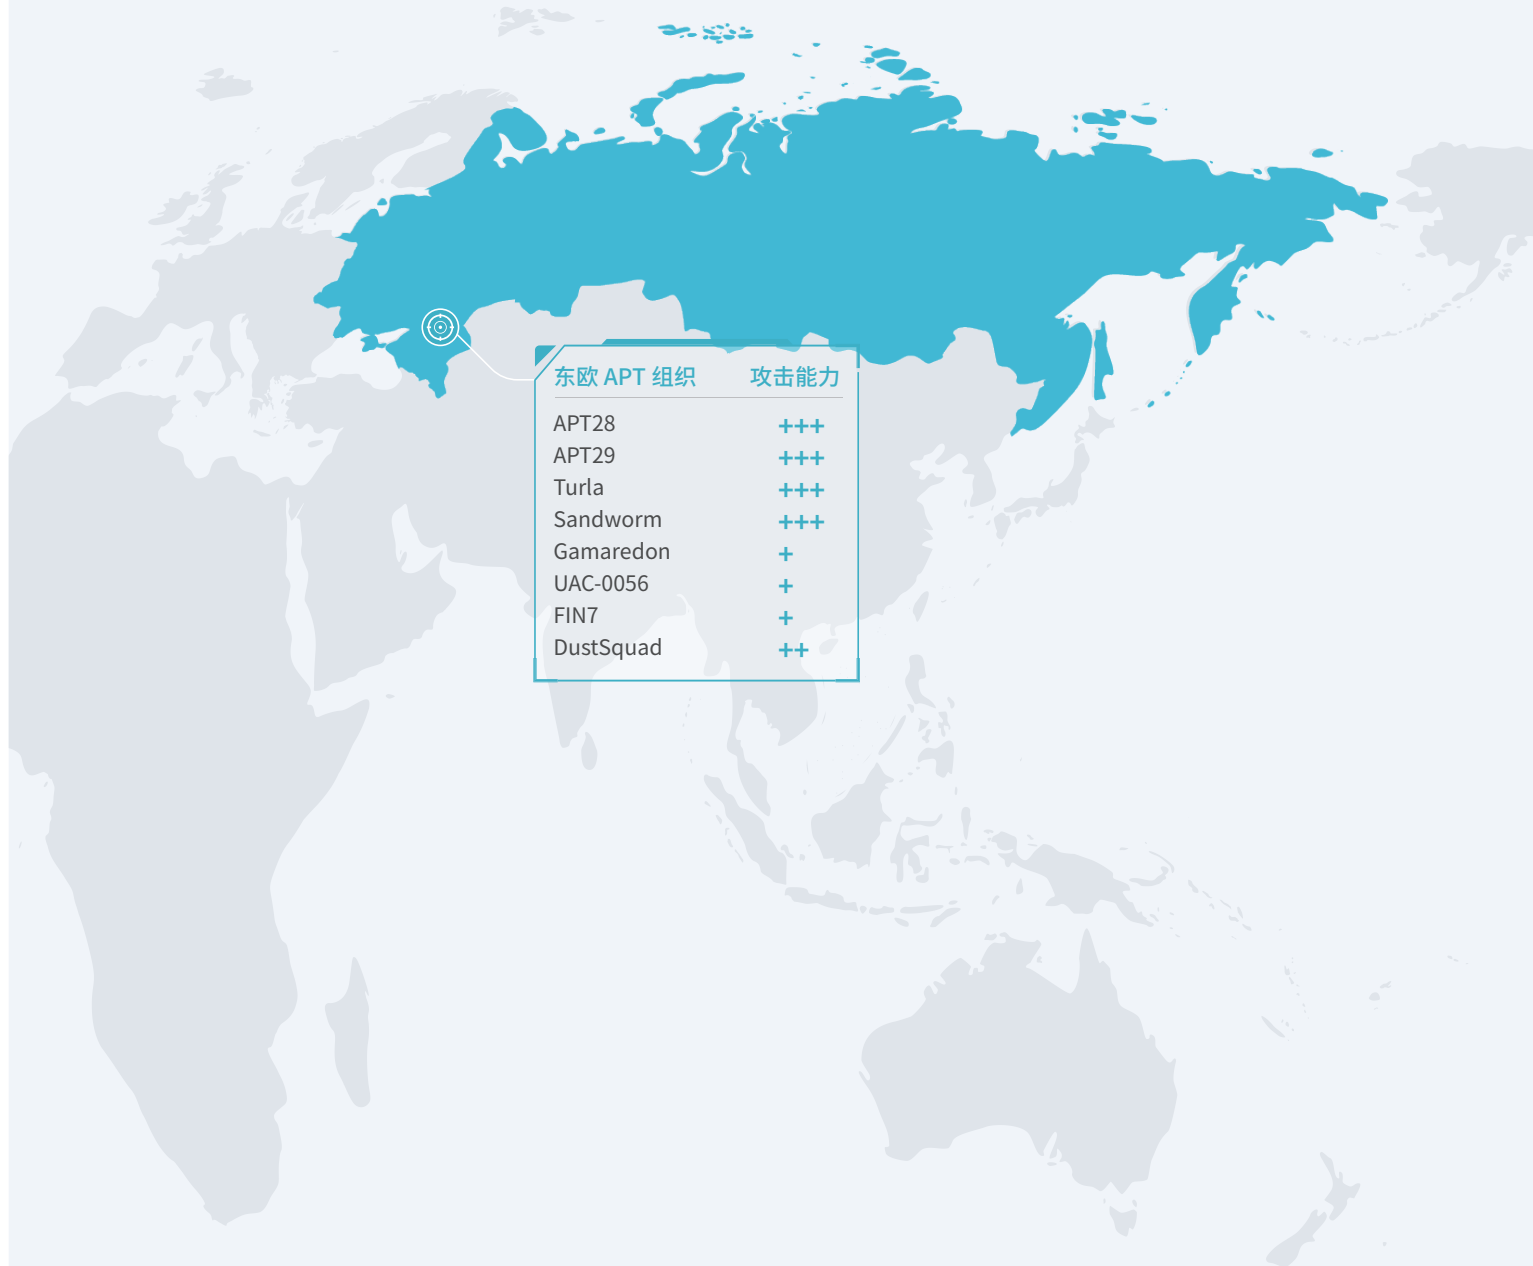 东欧 APT 组织 攻击能力
APT28 +++
APT29 +++
Turla +++
Sandworm +++
Gamaredon +
UAC-0056 +
FIN7 +
DustSquad ++